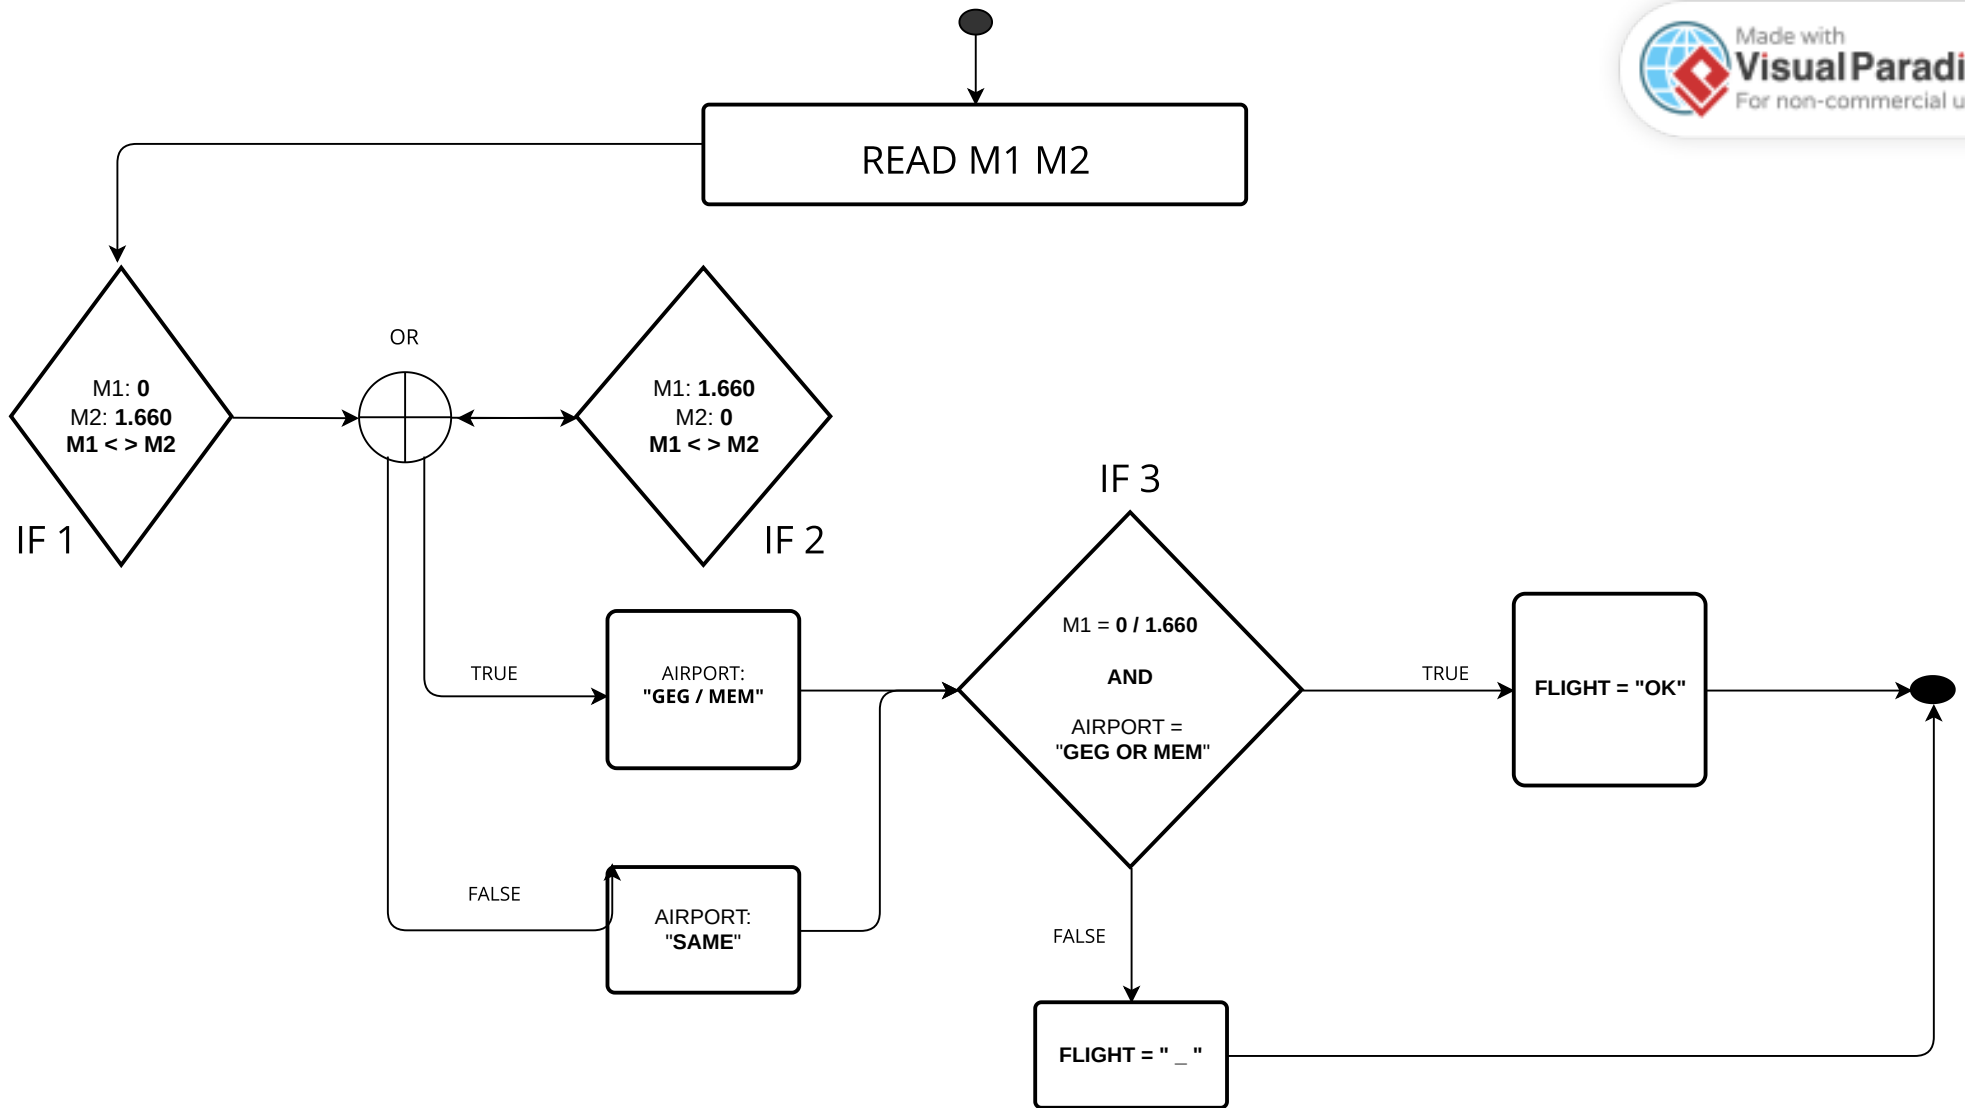 Made with
Visual Paradi
For non-commercial u
READ M1 M2
OR
M1: 0
M2: 1.660
M1 < > M2
IF 1
M1: 1.660
M2: 0
M1 < > M2
IF 2
IF 3
M1 = 0 / 1.660
AND
AIRPORT =
"GEG OR MEM"
TRUE
AIRPORT:
"GEG / MEM"
TRUE
FLIGHT = "OK"
FALSE
AIRPORT:
"SAME"
FALSE
FLIGHT = " _ "